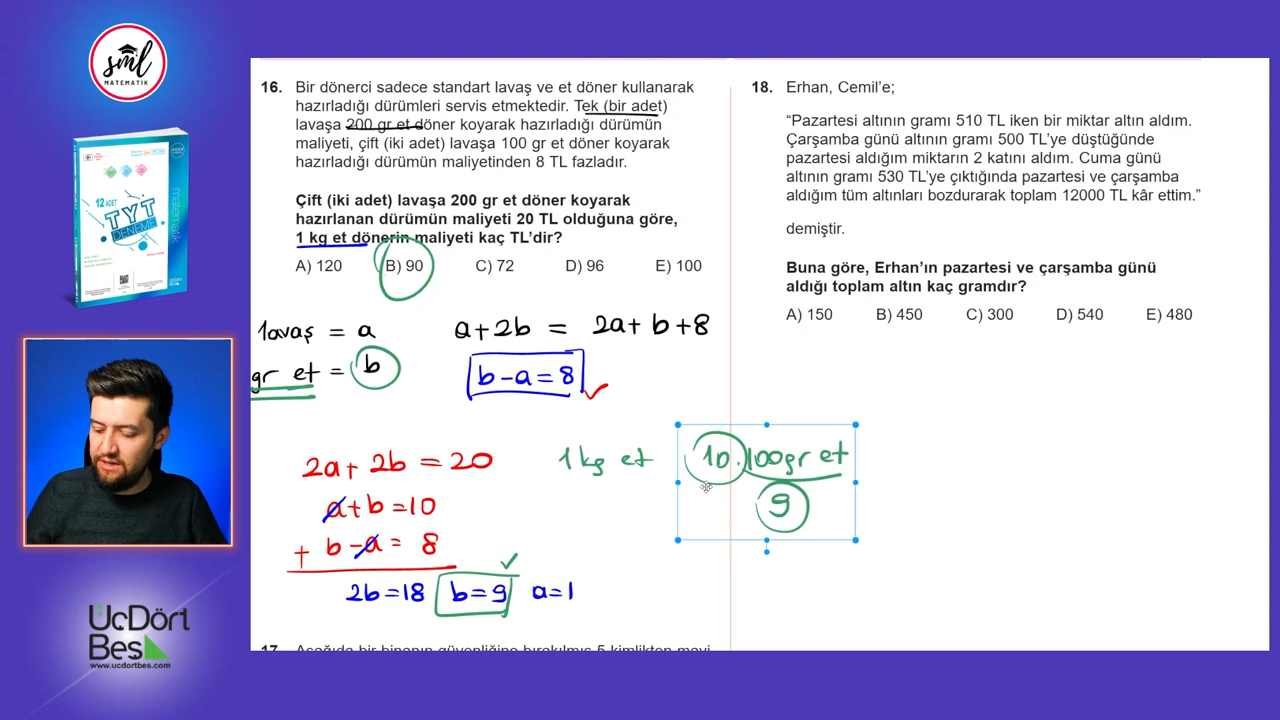 sml
MATEMATİK
12 ADET
TYT
DENEME
matematik
ÜçDört
Beş
www.ucdortbes.com
16. Bir dönerci sadece standart lavaş ve et döner kullanarak
hazırladığı dürümleri servis etmektedir. Tek (bir adet)
lavaşa 200 gr et döner koyarak hazırladığı dürümün
maliyeti, çift (iki adet) lavaşa 100 gr et döner koyarak
hazırladığı dürümün maliyetinden 8 TL fazladır.
Çift (iki adet) lavaşa 200 gr et döner koyarak
hazırlanan dürümün maliyeti 20 TL olduğuna göre,
1 kg et dönerin maliyeti kaç TL'dir?
A) 120 B) 90 C) 72 D) 96 E) 100
1lavaş = a
gr et = b
a+2b = 2a+b+8
b-a=8
2a+2b=20
a+b=10
+ b-a= 8
2b=18 b=9 a=1
1kg et 10.100gr et
9
18. Erhan, Cemil'e;
“Pazartesi altının gramı 510 TL iken bir miktar altın aldım.
Çarşamba günü altının gramı 500 TL'ye düştüğünde
pazartesi aldığım miktarın 2 katını aldım. Cuma günü
altının gramı 530 TL'ye çıktığında pazartesi ve çarşamba
aldığım tüm altınları bozdurarak toplam 12000 TL kâr ettim.”
demiştir.
Buna göre, Erhan'ın pazartesi ve çarşamba günü
aldığı toplam altın kaç gramdır?
A) 150 B) 450 C) 300 D) 540 E) 480